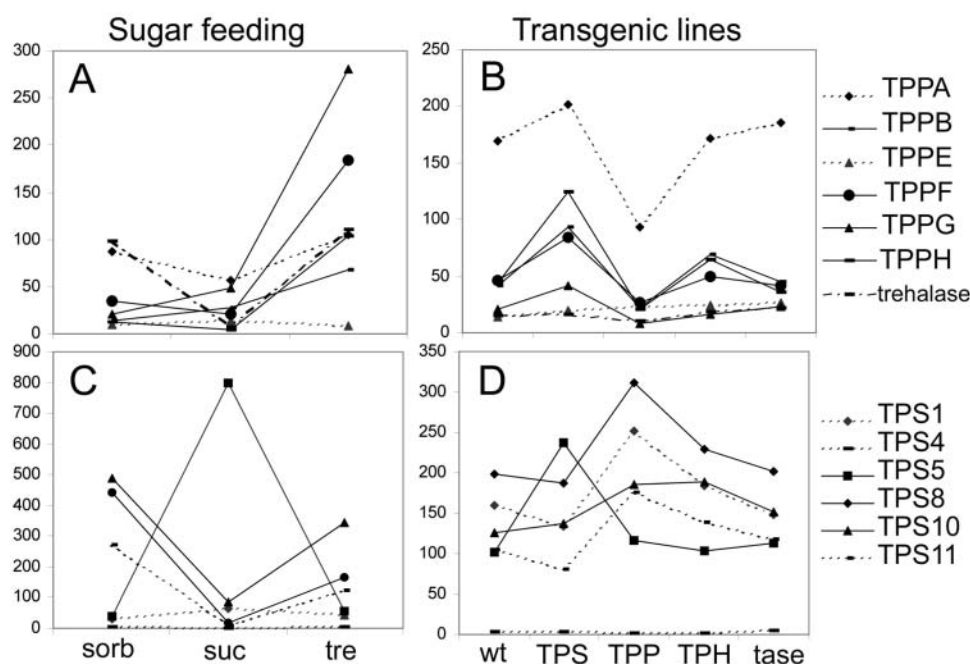 Sugar feeding
Transgenic lines
A
300
250
200
150
100
50
0
B
250
200
150
100
50
0
TPPA
TPPB
TPPE
TPPF
TPPG
TPPH
trehalase
C
900
800
700
600
500
400
300
200
100
0
sorb suc tre
D
350
300
250
200
150
100
50
0
wt TPS TPP TPH tase
TPS1
TPS4
TPS5
TPS8
TPS10
TPS11